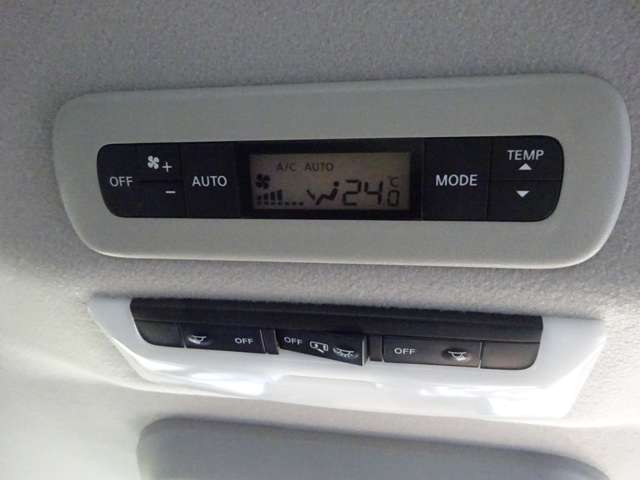 OFF + - AUTO
A/C AUTO
24.0 °C
MODE
TEMP
OFF OFF OFF